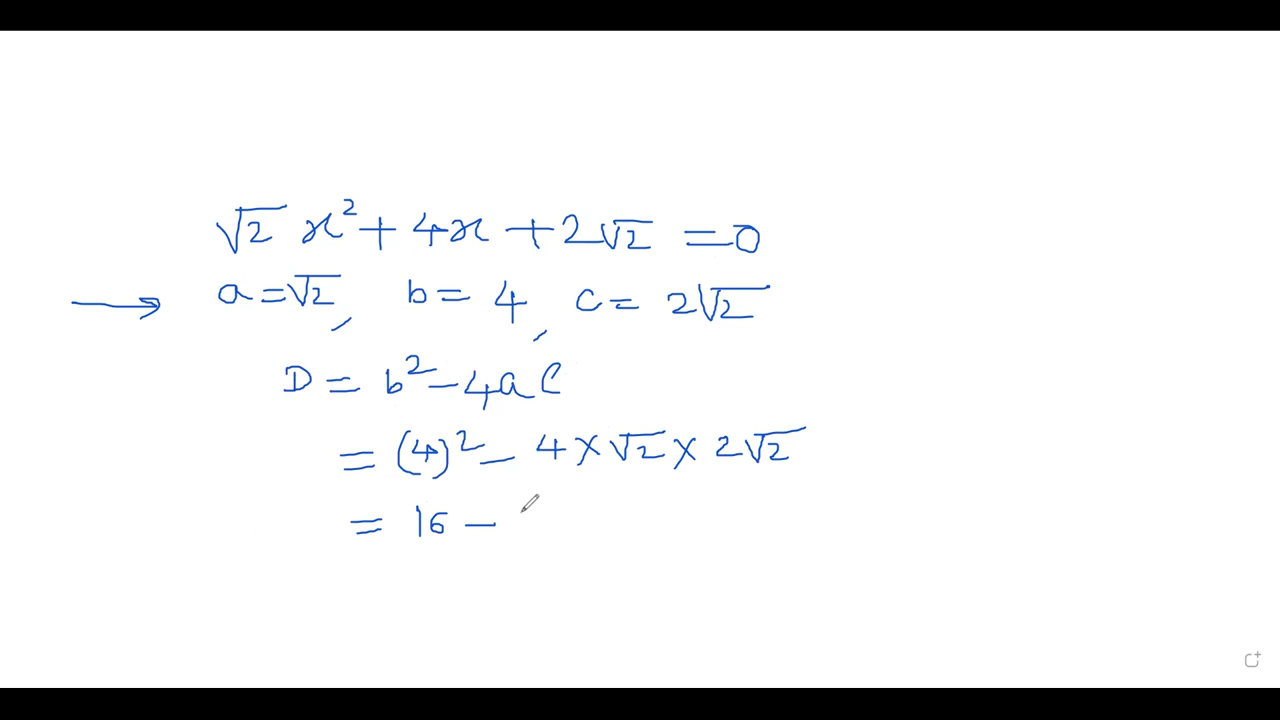 √2 x² + 4x + 2√2 = 0
→ a = √2, b = 4, c = 2√2
D = b² - 4ac
= (4)² - 4 × √2 × 2√2
= 16 -